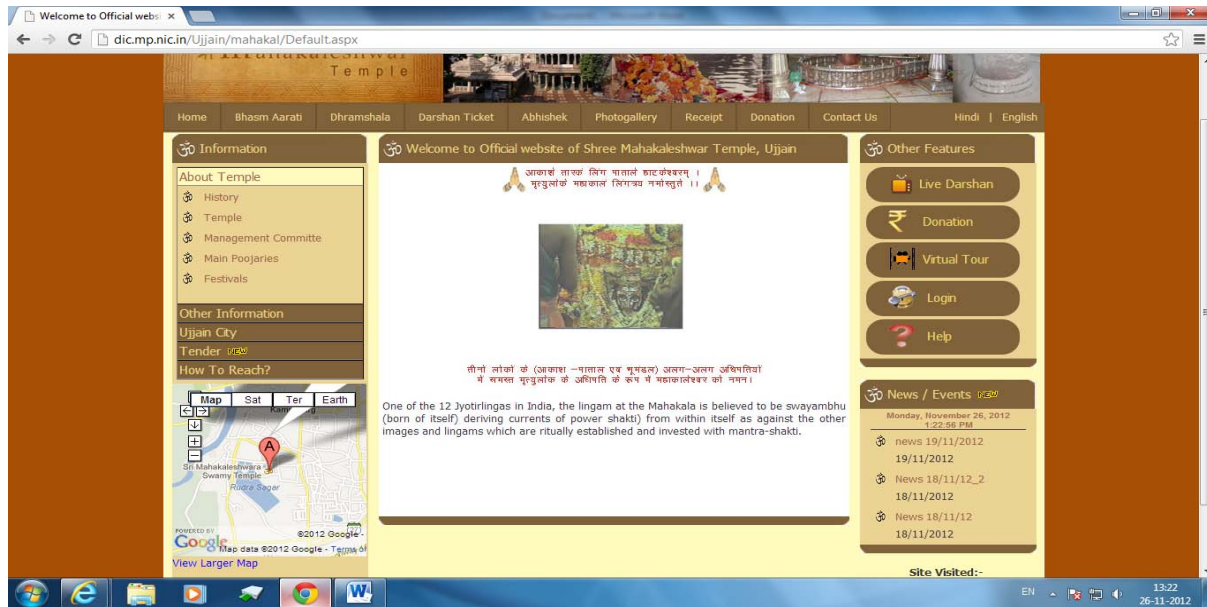 Welcome to Official websi
dic.mp.nic.in/Ujjain/mahakal/Default.aspx
Temple
Home Bhasm Aarati Dhramshala Darshan Ticket Abhishek Photogallery Receipt Donation Contact Us Hindi | English
ॐ Information
About Temple
ॐ History
ॐ Temple
ॐ Management Committe
ॐ Main Poojaries
ॐ Festivals
Other Information
Ujjain City
Tender NEW
How To Reach?
Map Sat Ter Earth
A
Sri Mahakaleshwara
Swamy Temple
Rudra Sagar
POWERED BY
Google
©2012 Google -
Map data ©2012 Google - Terms of
View Larger Map
ॐ Welcome to Official website of Shree Mahakaleshwar Temple, Ujjain
आकाशं तारकं लिंगं पातालं हाटकेश्वरम् ।
मृत्युलोकं महाकालं लिंगत्रय नमोस्तुते ।।
तीनों लोकों के (आकाश -पाताल एवं भूमंडल) अलग-अलग अधिपतियों
में समस्त मृत्युलोक के अधिपति के रूप में महाकालेश्वर को नमन।
One of the 12 Jyotirlingas in India, the lingam at the Mahakala is believed to be swayambhu
(born of itself) deriving currents of power shakti) from within itself as against the other
images and lingams which are ritually established and invested with mantra-shakti.
ॐ Other Features
Live Darshan
₹ Donation
Virtual Tour
Login
? Help
ॐ News / Events NEW
Monday, November 26, 2012
1:22:56 PM
ॐ news 19/11/2012
19/11/2012
ॐ News 18/11/12_2
18/11/2012
ॐ News 18/11/12
18/11/2012
Site Visited:-
EN
13:22
26-11-2012